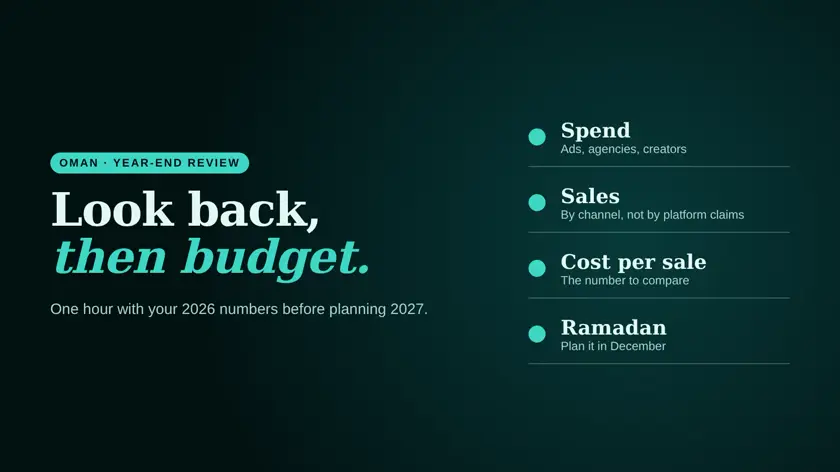 OMAN · YEAR-END REVIEW
Look back,
then budget.
One hour with your 2026 numbers before planning 2027.
Spend
Ads, agencies, creators
Sales
By channel, not by platform claims
Cost per sale
The number to compare
Ramadan
Plan it in December